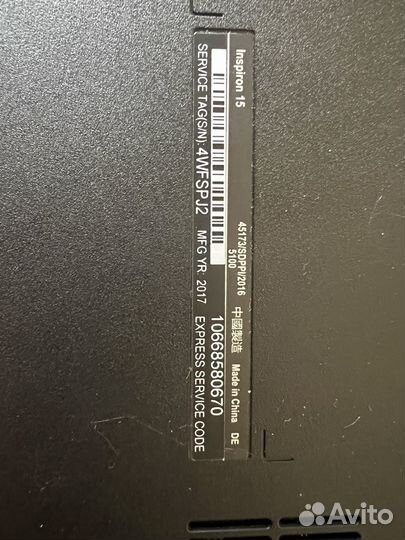 Inspiron 15
45173/SDPPI/2016
5100
中國製造 Made in China DE
10668580670
SERVICE TAG(S/N): 4WFSPJ2 MFG YR: 2017 EXPRESS SERVICE CODE
Avito